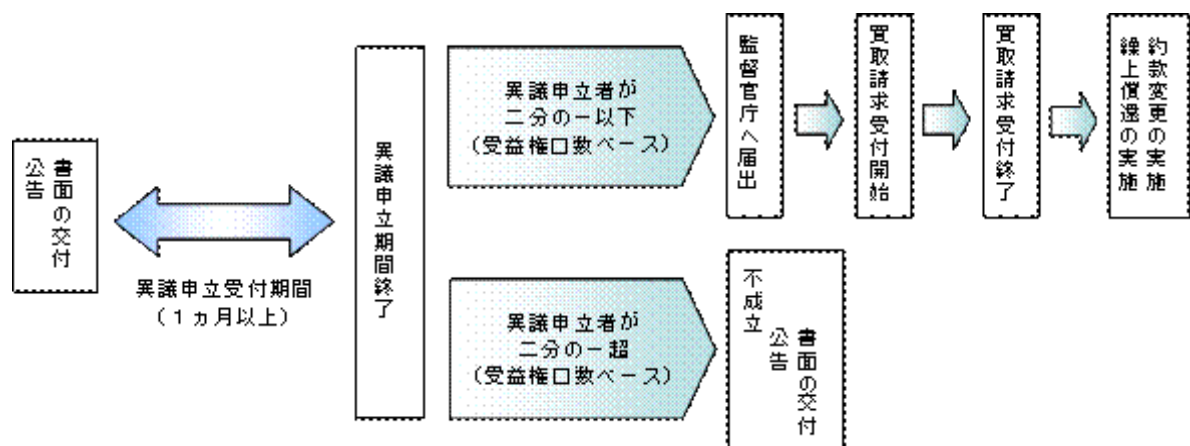 書面の交付
公告
異議申立受付期間
（１ヵ月以上）
異議申立期間終了
異議申立者が
二分の一以下
（受益権口数ベース）
監督官庁へ届出
買取請求受付開始
買取請求受付終了
約款変更の実施
繰上償還の実施
異議申立者が
二分の一超
（受益権口数ベース）
不成立
書面の交付
公告